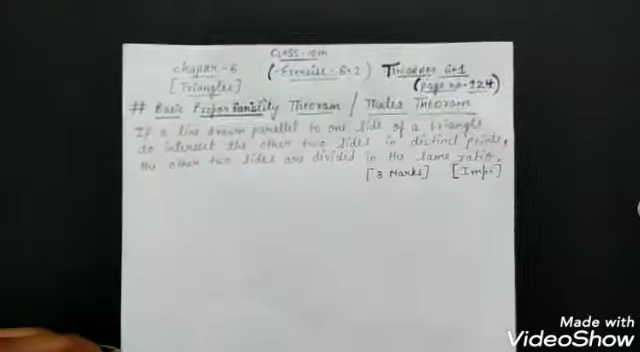 CLASS-10th
chapter-6 (Exercise-6.2) Theorem 6.1
[Triangles] (page no.-124)
# Basic Proportionality Theoram / Thales Theoram
If a line drawn parallel to one side of a triangle
to intersect the other two sides in distinct points,
the other two sides are divided in the same ratio.
[3 Marks] [Imp.]
Made with
VideoShow